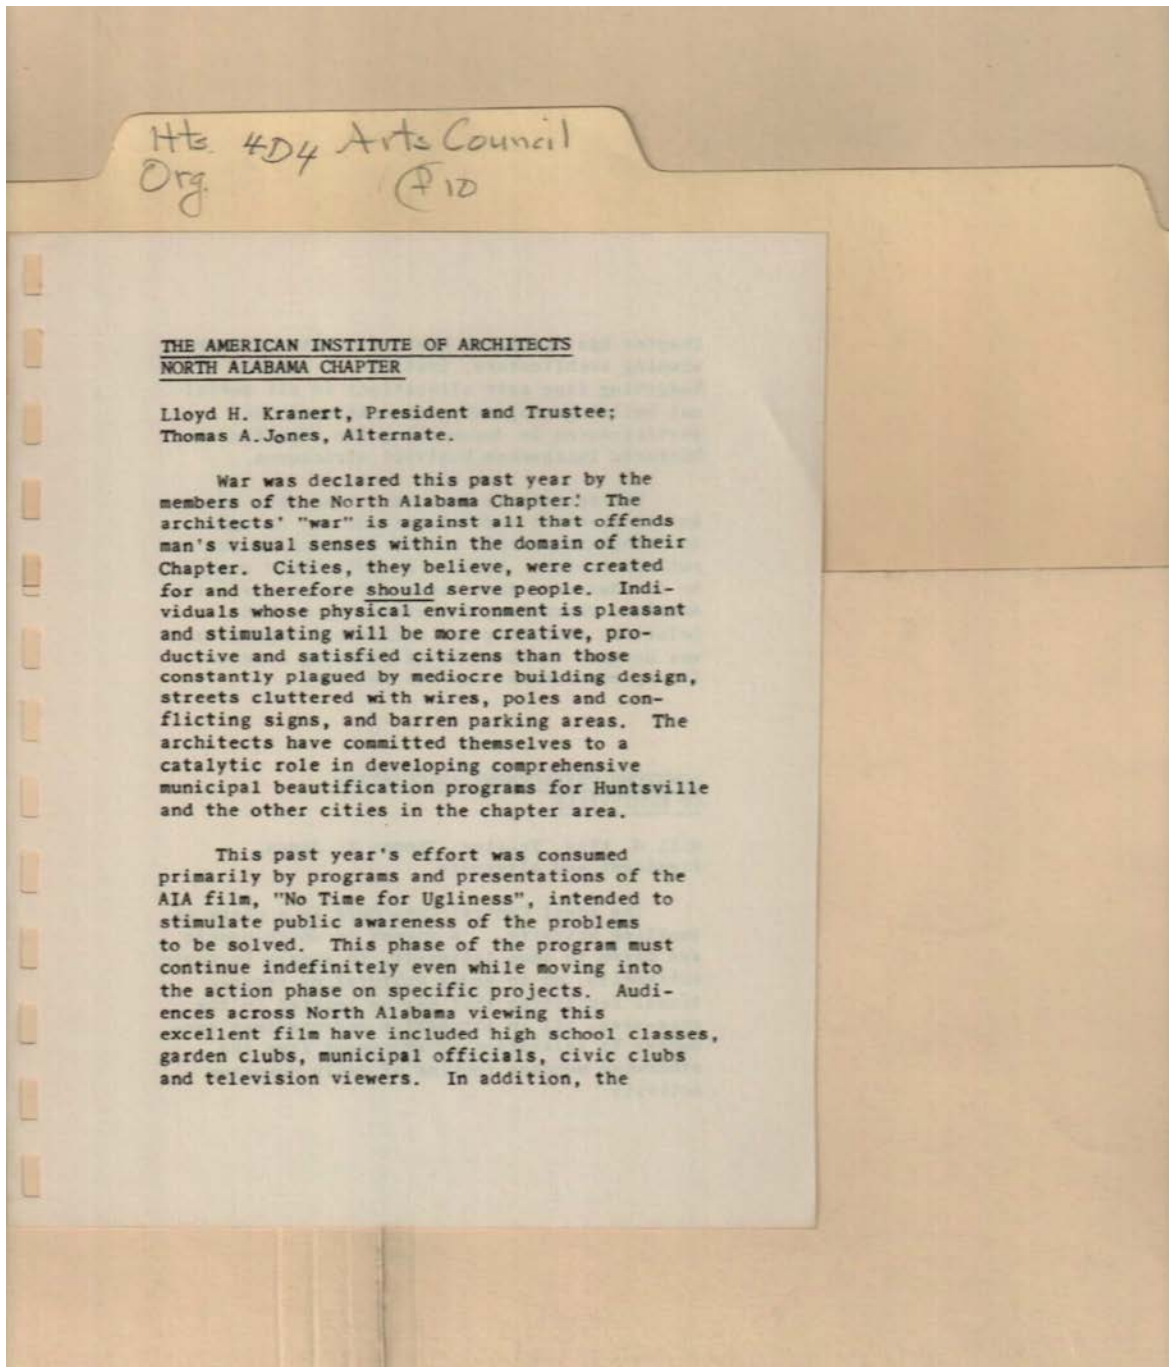 Hts. 4D4 Arts Council
Org. 10
THE AMERICAN INSTITUTE OF ARCHITECTS
NORTH ALABAMA CHAPTER
Lloyd H. Kranert, President and Trustee;
Thomas A.Jones, Alternate.
War was declared this past year by the
members of the North Alabama Chapter! The
architects' "war" is against all that offends
man's visual senses within the domain of their
Chapter. Cities, they believe, were created
for and therefore should serve people. Indi-
viduals whose physical environment is pleasant
and stimulating will be more creative, pro-
ductive and satisfied citizens than those
constantly plagued by mediocre building design,
streets cluttered with wires, poles and con-
flicting signs, and barren parking areas. The
architects have committed themselves to a
catalytic role in developing comprehensive
municipal beautification programs for Huntsville
and the other cities in the chapter area.
This past year's effort was consumed
primarily by programs and presentations of the
AIA film, "No Time for Ugliness", intended to
stimulate public awareness of the problems
to be solved. This phase of the program must
continue indefinitely even while moving into
the action phase on specific projects. Audi-
ences across North Alabama viewing this
excellent film have included high school classes,
garden clubs, municipal officials, civic clubs
and television viewers. In addition, the